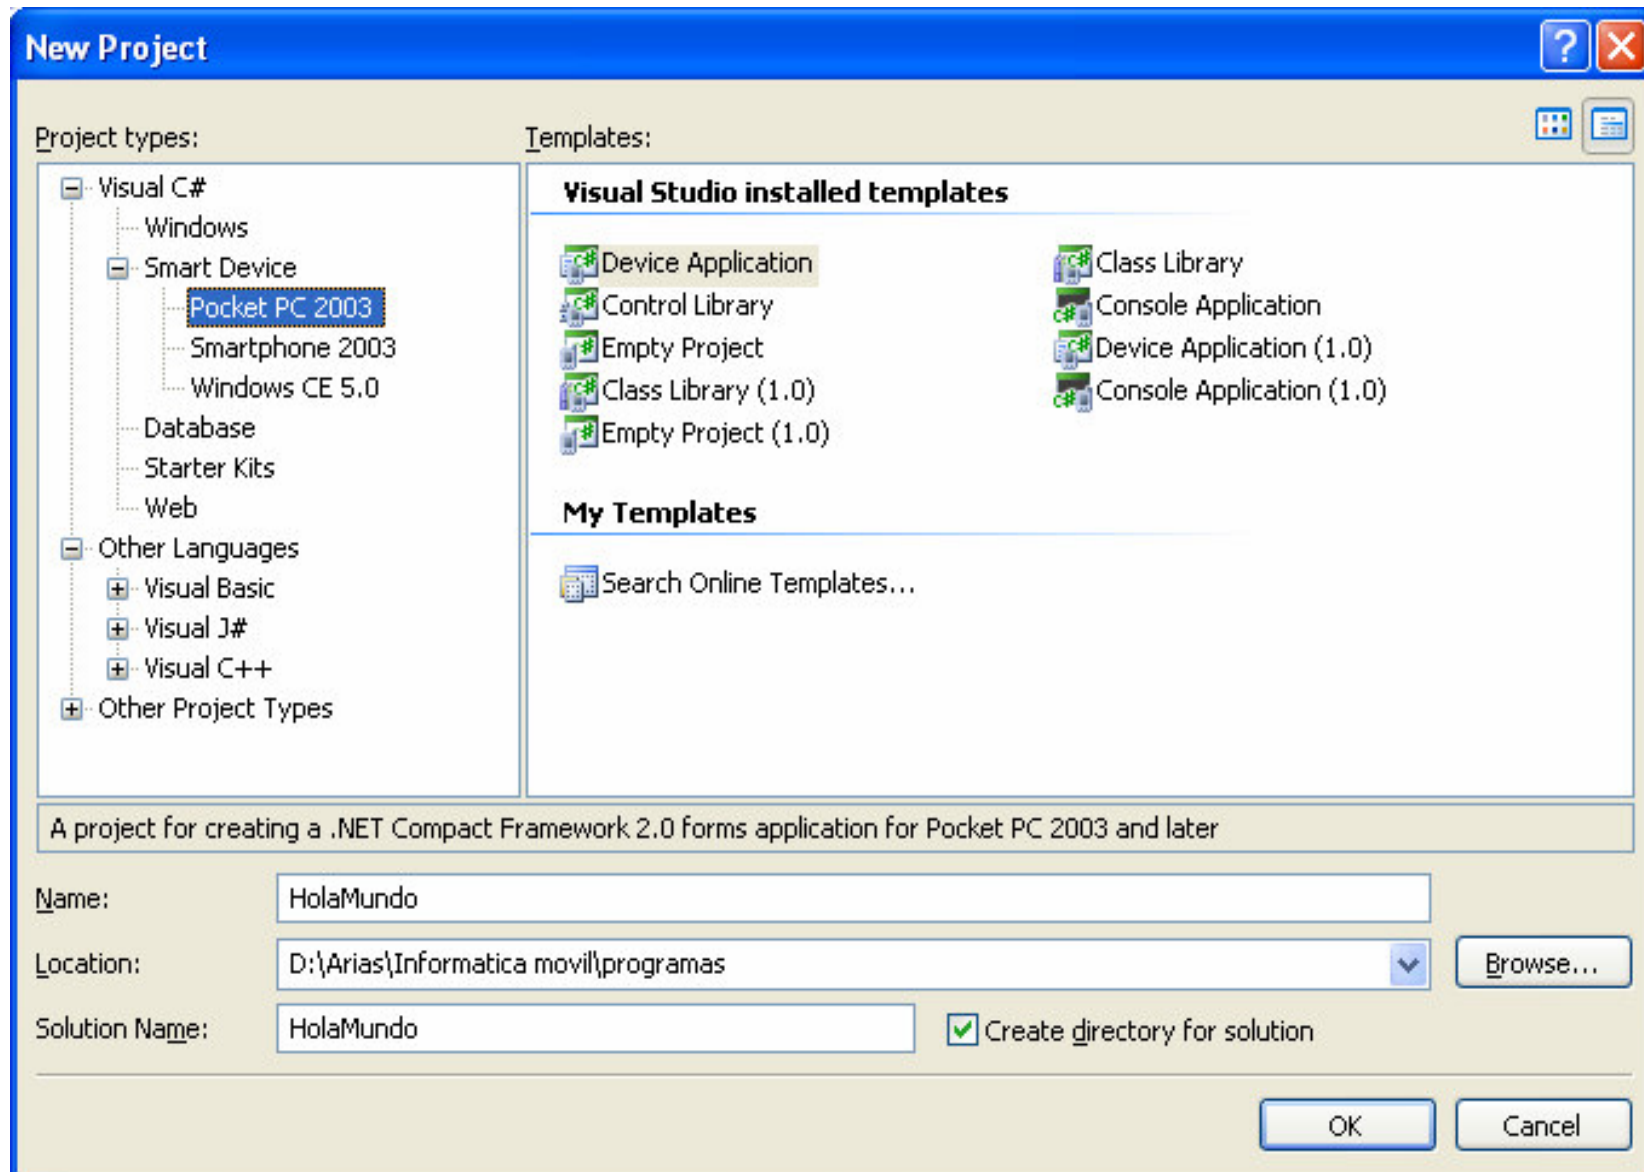 New Project
Project types:
Templates:
Visual C#
Windows
Smart Device
Pocket PC 2003
Smartphone 2003
Windows CE 5.0
Database
Starter Kits
Web
Other Languages
Visual Basic
Visual J#
Visual C++
Other Project Types
Visual Studio installed templates
Device Application
Class Library
Control Library
Console Application
Empty Project
Device Application (1.0)
Class Library (1.0)
Console Application (1.0)
Empty Project (1.0)
My Templates
Search Online Templates...
A project for creating a .NET Compact Framework 2.0 forms application for Pocket PC 2003 and later
Name: HolaMundo
Location: D:\Arias\Informatica movil\programas Browse...
Solution Name: HolaMundo Create directory for solution
OK Cancel